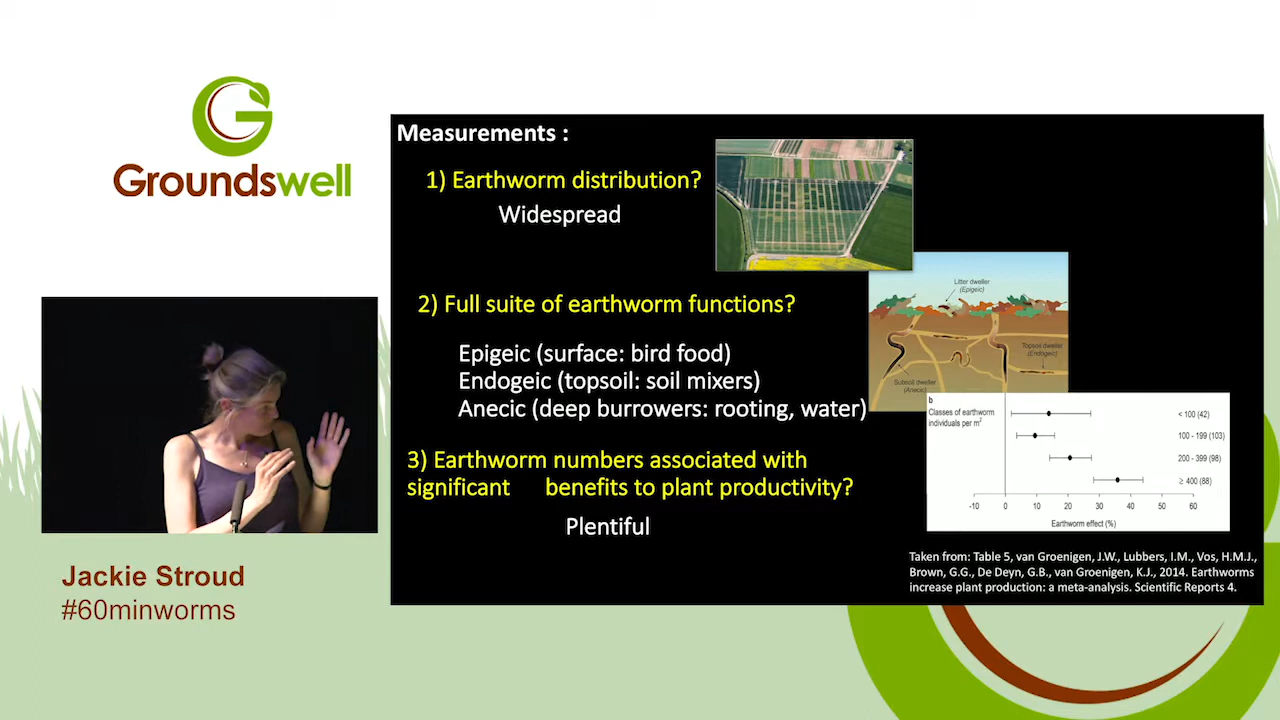 Groundswell
Measurements :
1) Earthworm distribution?
Widespread
2) Full suite of earthworm functions?
Epigeic (surface: bird food)
Endogeic (topsoil: soil mixers)
Anecic (deep burrowers: rooting, water)
3) Earthworm numbers associated with
significant benefits to plant productivity?
Plentiful
Litter dweller
(Epigeic)
Topsoil dweller
(Endogeic)
Subsoil dweller
(Anecic)
b
Classes of earthworm
individuals per m²
< 100 (42)
100 - 199 (103)
200 - 399 (98)
≥ 400 (88)
-10 0 10 20 30 40 50 60
Earthworm effect (%)
Taken from: Table 5, van Groenigen, J.W., Lubbers, I.M., Vos, H.M.J.,
Brown, G.G., De Deyn, G.B., van Groenigen, K.J., 2014. Earthworms
increase plant production: a meta-analysis. Scientific Reports 4.
Jackie Stroud
#60minworms